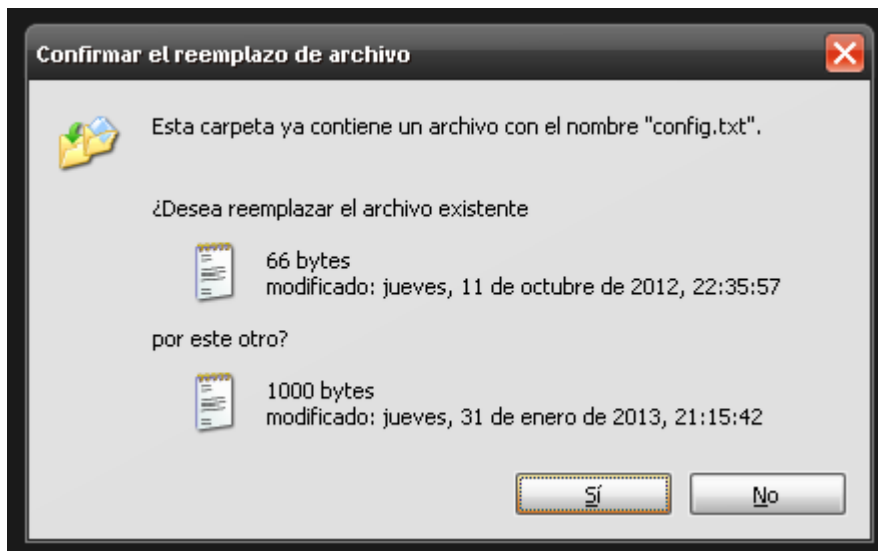 Confirmar el reemplazo de archivo
Esta carpeta ya contiene un archivo con el nombre "config.txt".
¿Desea reemplazar el archivo existente
66 bytes
modificado: jueves, 11 de octubre de 2012, 22:35:57
por este otro?
1000 bytes
modificado: jueves, 31 de enero de 2013, 21:15:42
Sí
No